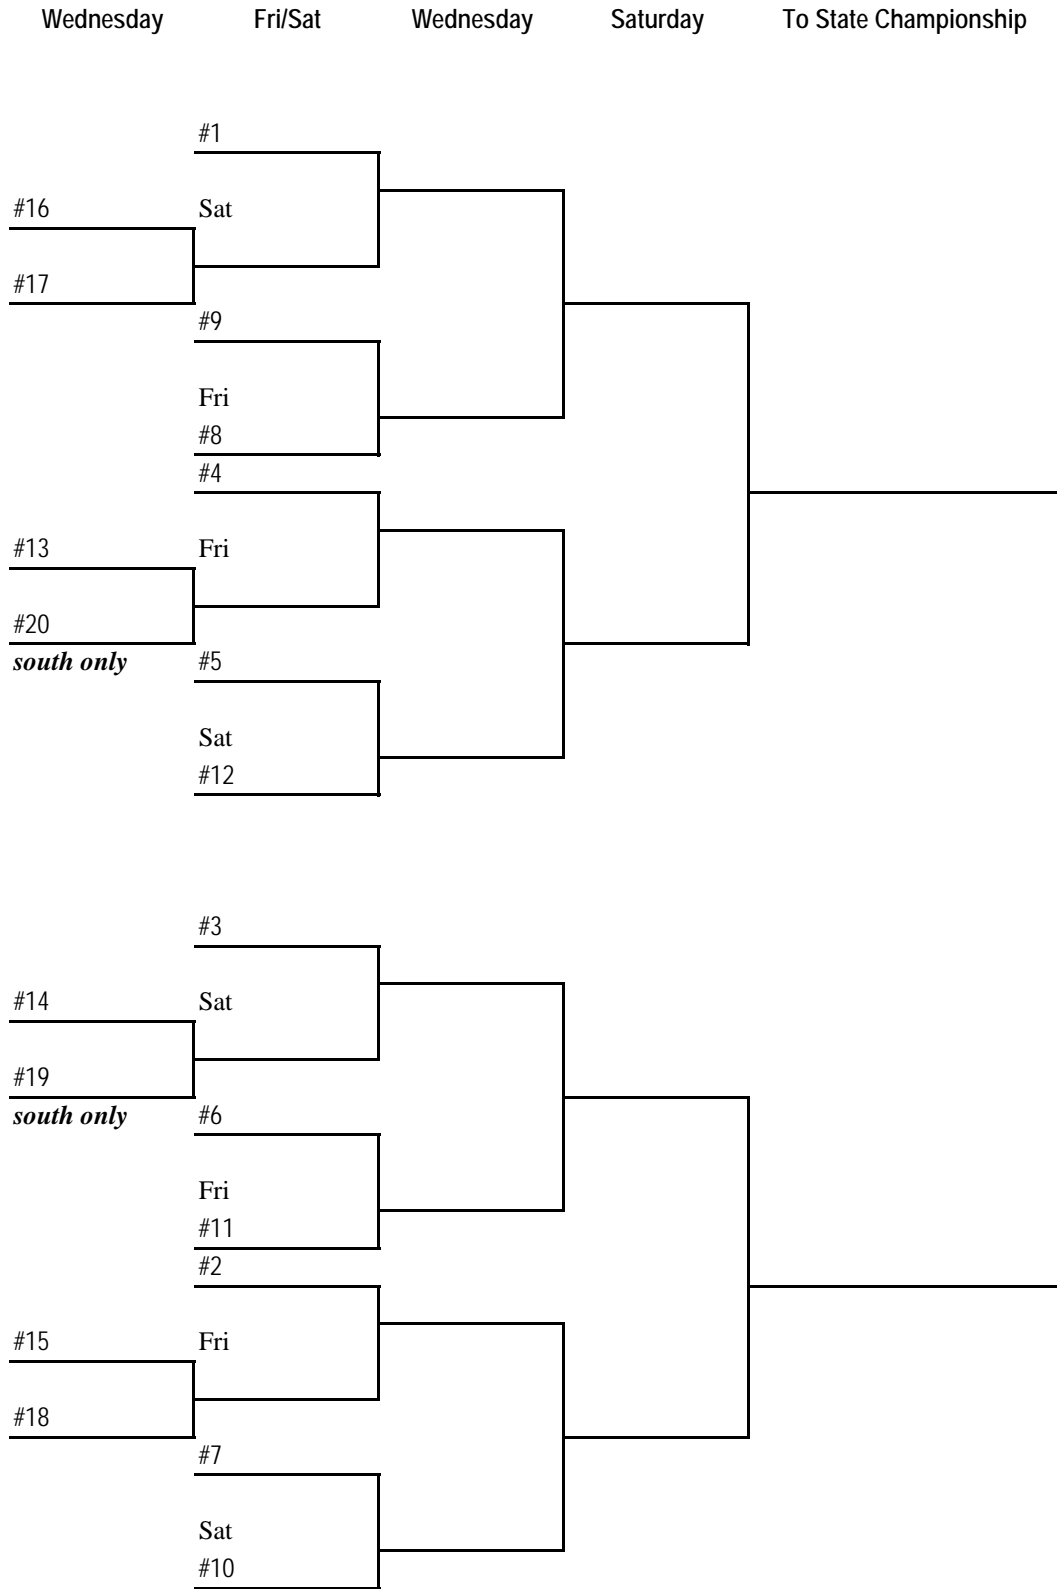 Wednesday Fri/Sat Wednesday Saturday To State Championship
#1
#16 Sat
#17
#9
Fri
#8
#4
#13 Fri
#20
south only #5
Sat
#12
#3
#14 Sat
#19
south only #6
Fri
#11
#2
#15 Fri
#18
#7
Sat
#10